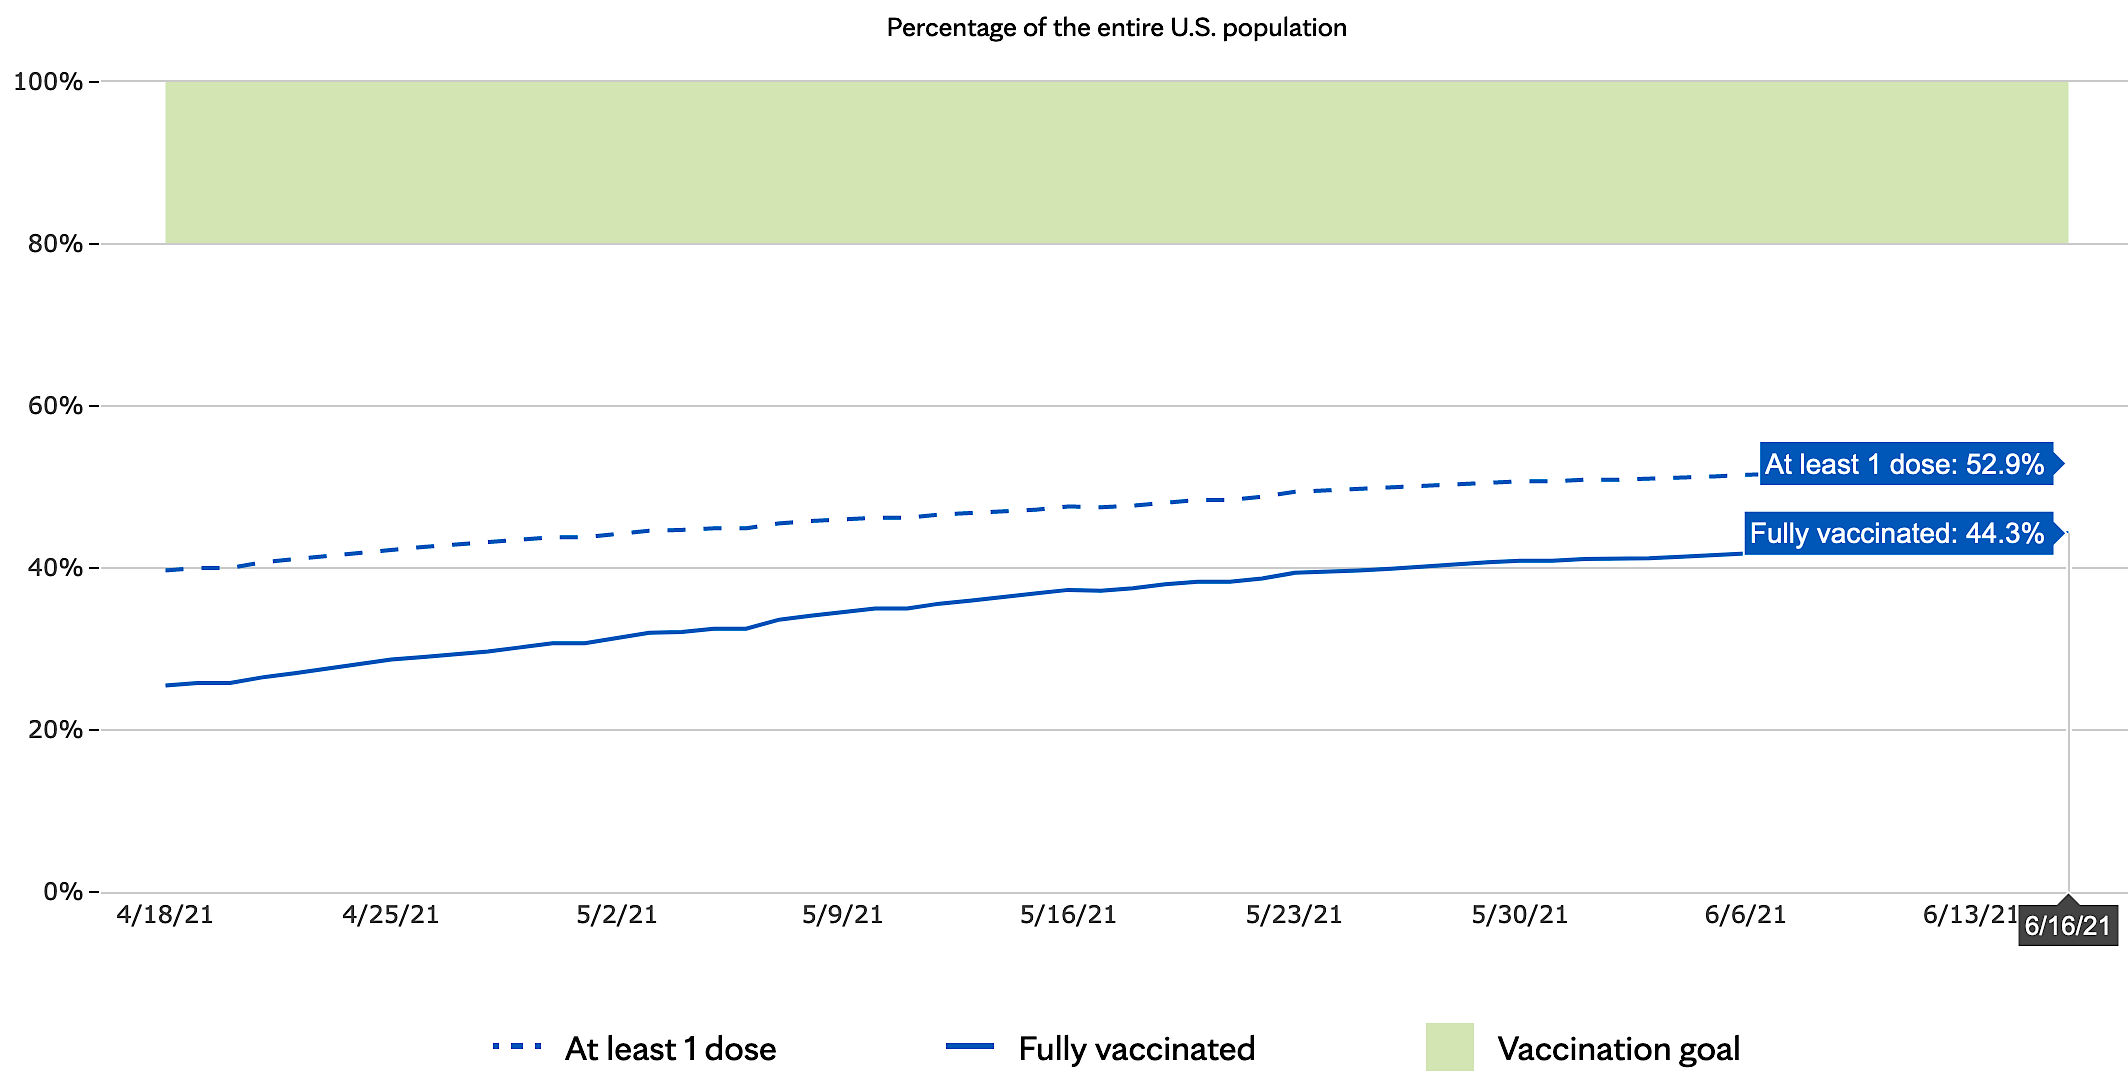 Percentage of the entire U.S. population
100%
80%
60%
At least 1 dose: 52.9%
Fully vaccinated: 44.3%
40%
20%
0%
4/18/21 4/25/21 5/2/21 5/9/21 5/16/21 5/23/21 5/30/21 6/6/21 6/13/21 6/16/21
At least 1 dose Fully vaccinated Vaccination goal